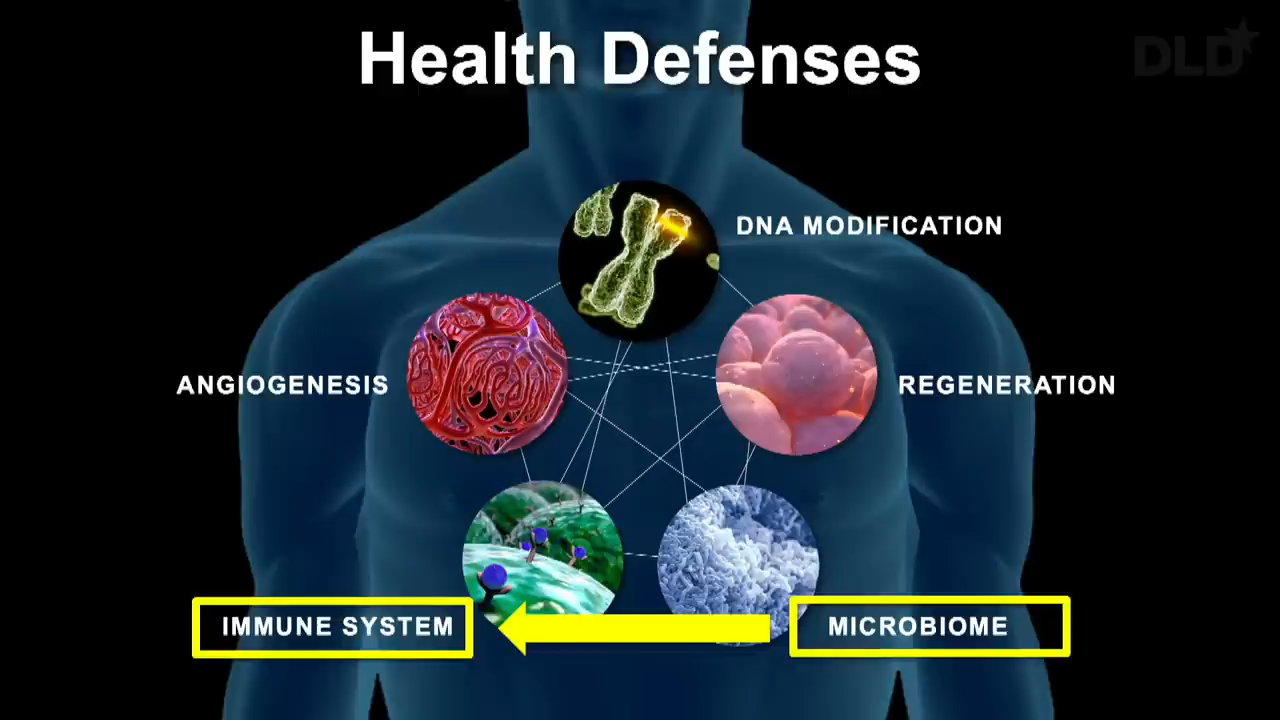 Health Defenses
DLD
DNA MODIFICATION
ANGIOGENESIS
REGENERATION
IMMUNE SYSTEM
MICROBIOME